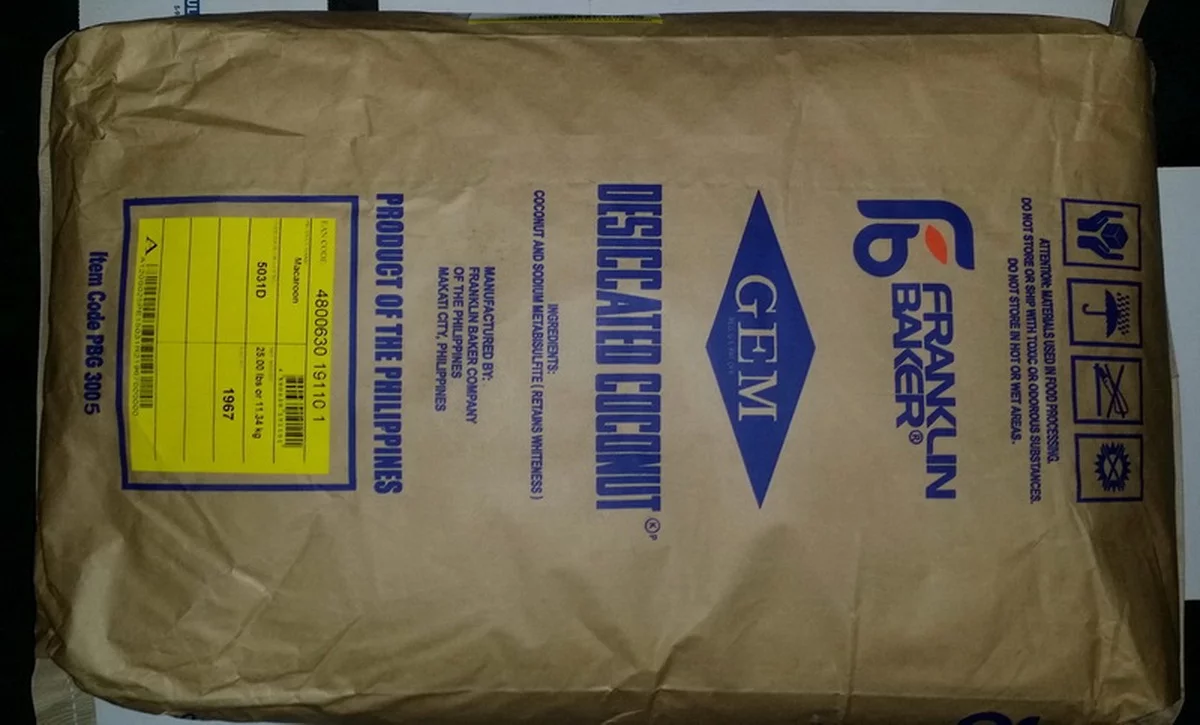 ATTENTION: MATERIALS USED IN FOOD PROCESSING.
DO NOT STORE OR SHIP WITH TOXIC OR ODOROUS SUBSTANCES.
DO NOT STORE IN HOT OR WET AREAS.
fb
FRANKLIN
BAKER®
GEM
DESICCATED COCONUT ®
K P
INGREDIENTS:
COCONUT AND SODIUM METABISULFITE ( RETAINS WHITENESS )
MANUFACTURED BY:
FRANKLIN BAKER COMPANY
OF THE PHILIPPINES
MAKATI CITY, PHILIPPINES
PRODUCT OF THE PHILIPPINES
EAN CODE
4800630 19110 1
Macaroon
25.00 lbs or 11.34 kg
5031D
1967
A
Item Code PBG 3005